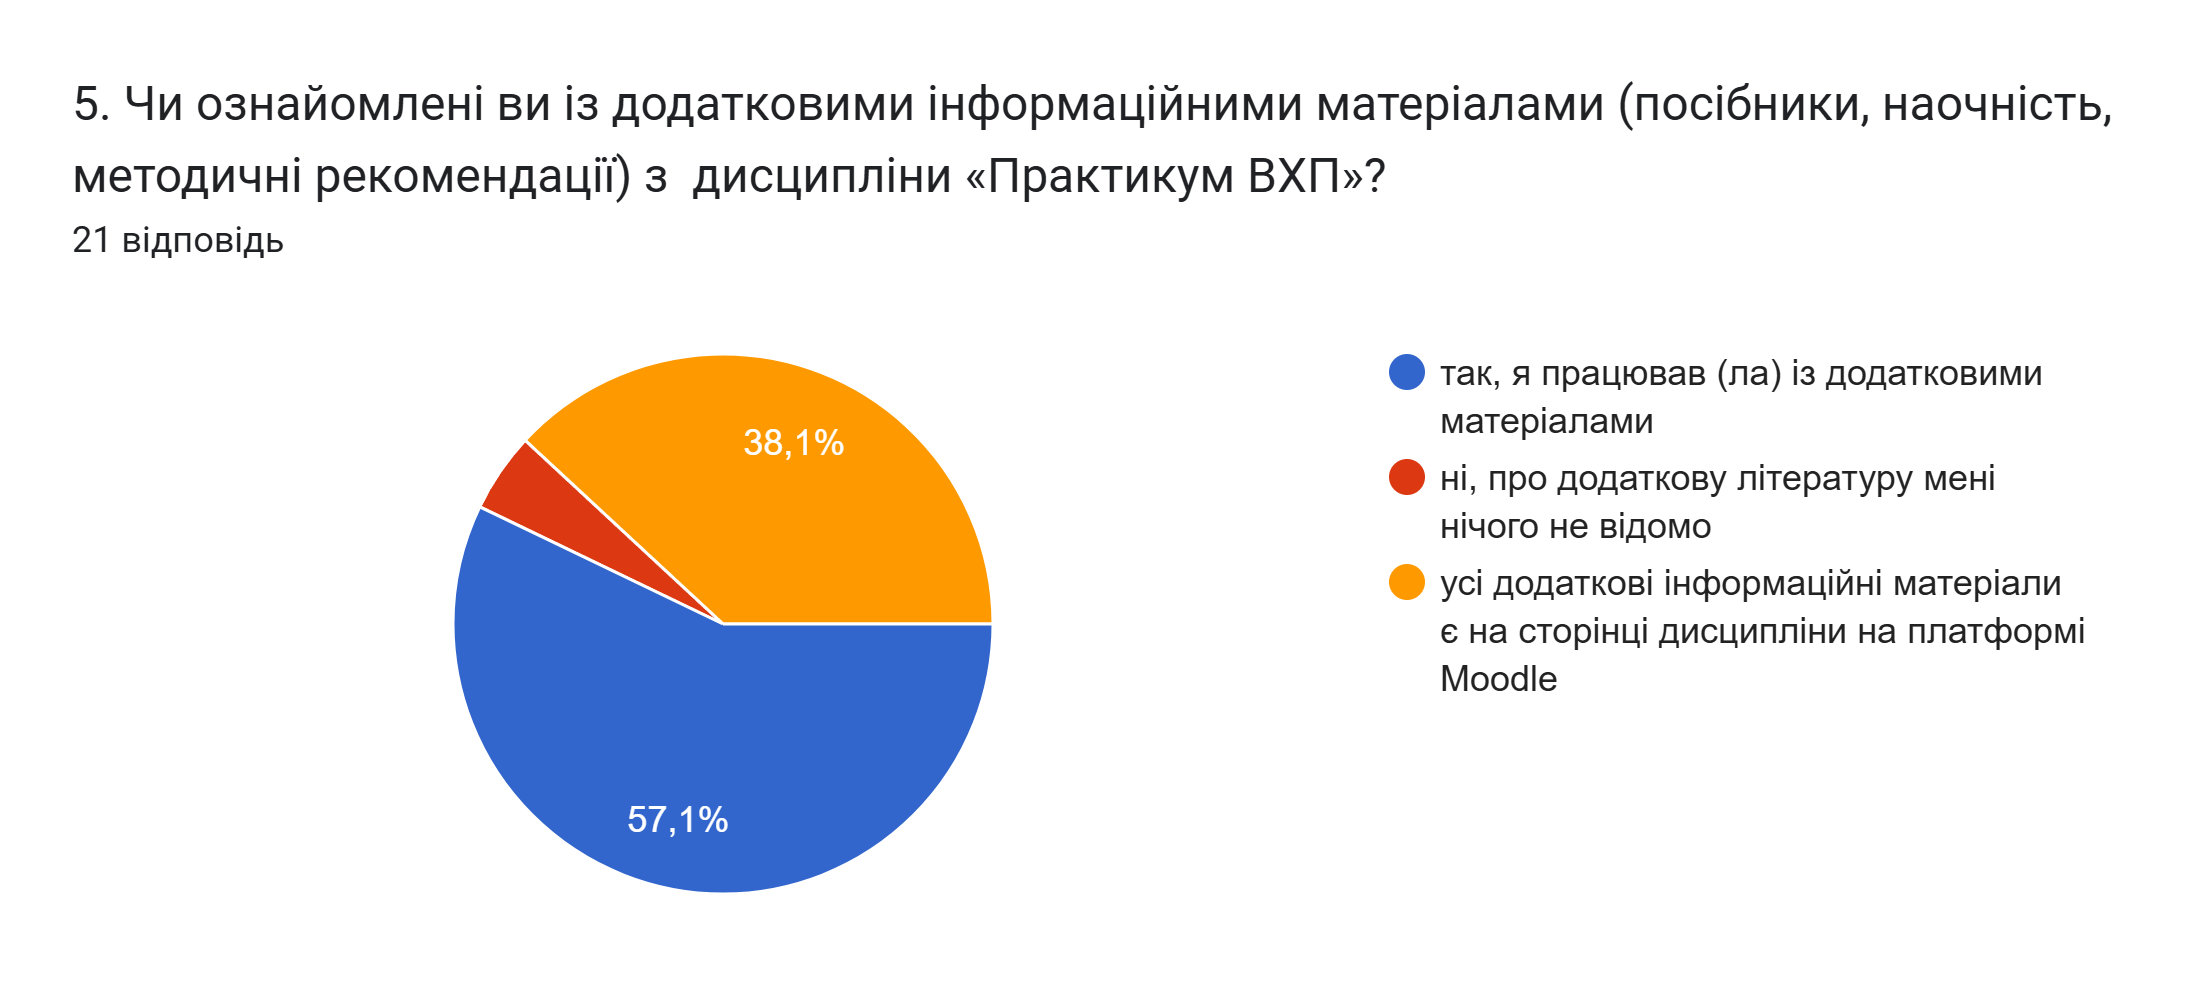 5. Чи ознайомлені ви із додатковими інформаційними матеріалами (посібники, наочність,
методичні рекомендації) з  дисципліни «Практикум ВХП»?
21 відповідь
38,1%
57,1%
так, я працював (ла) із додатковими
матеріалами
ні, про додаткову літературу мені
нічого не відомо
усі додаткові інформаційні матеріали
є на сторінці дисципліни на платформі
Moodle